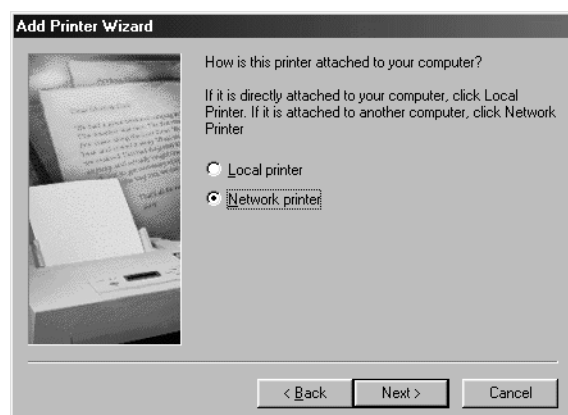 Add Printer Wizard
How is this printer attached to your computer?
If it is directly attached to your computer, click Local
Printer. If it is attached to another computer, click Network
Printer
Local printer
Network printer
< Back
Next >
Cancel